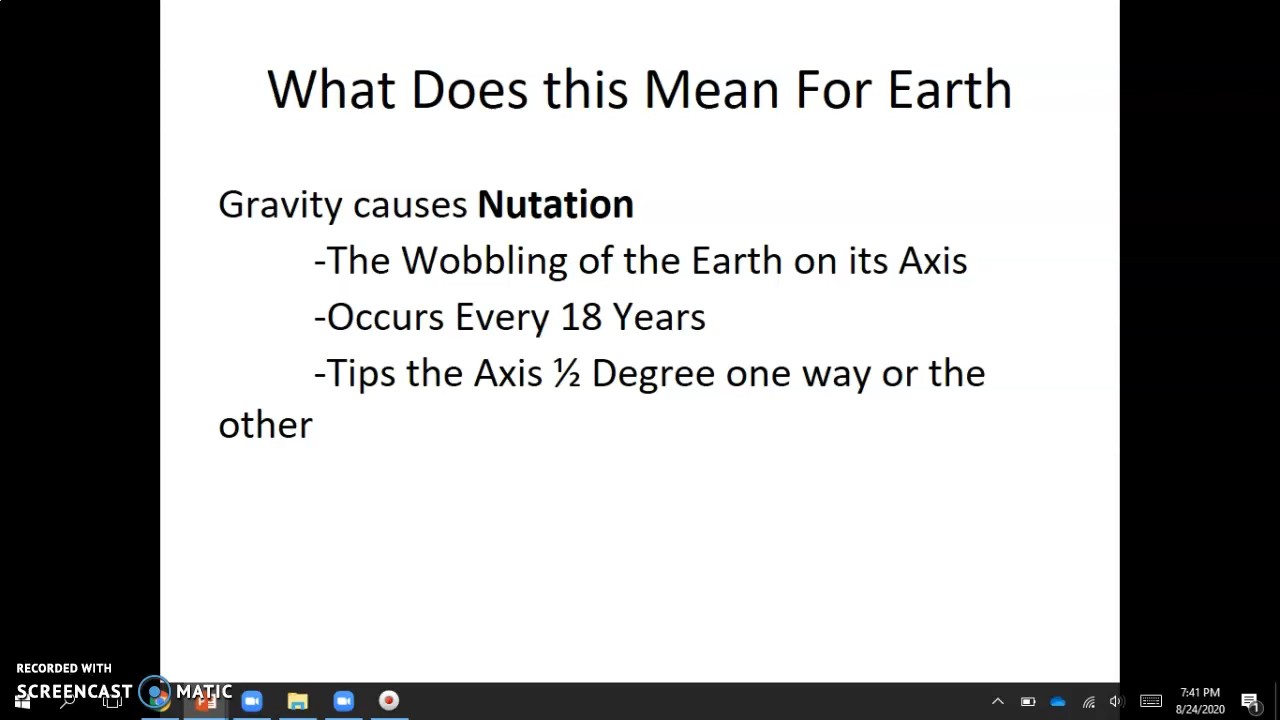 What Does this Mean For Earth
Gravity causes Nutation
-The Wobbling of the Earth on its Axis
-Occurs Every 18 Years
-Tips the Axis ½ Degree one way or the
other
RECORDED WITH
SCREENCAST MATIC
7:41 PM
8/24/2020
1